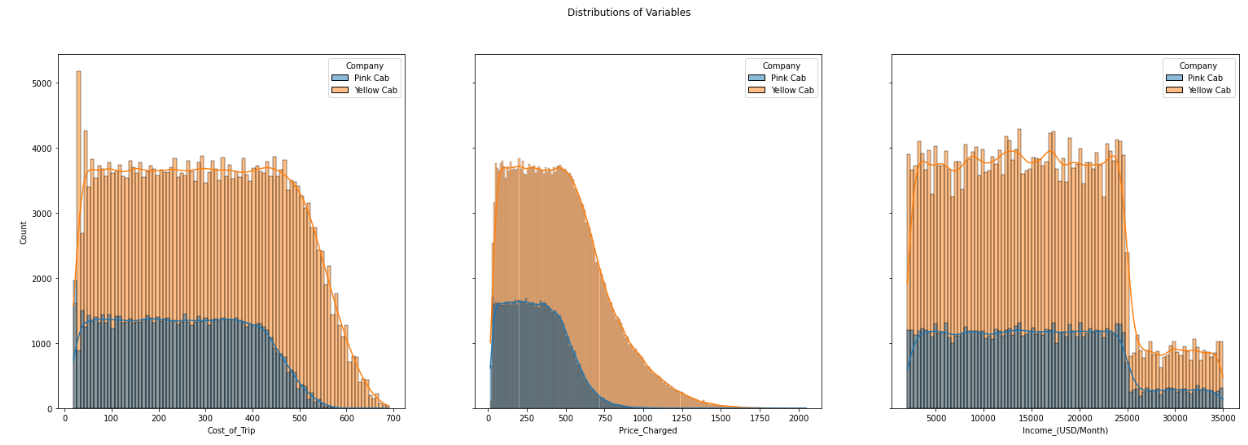 Distributions of Variables
Company
Pink Cab
Yellow Cab
Company
Pink Cab
Yellow Cab
Company
Pink Cab
Yellow Cab
Count
5000
4000
3000
2000
1000
0
0 100 200 300 400 500 600 700
0 250 500 750 1000 1250 1500 1750 2000
5000 10000 15000 20000 25000 30000 35000
Cost_of_Trip
Price_Charged
Income_(USD/Month)